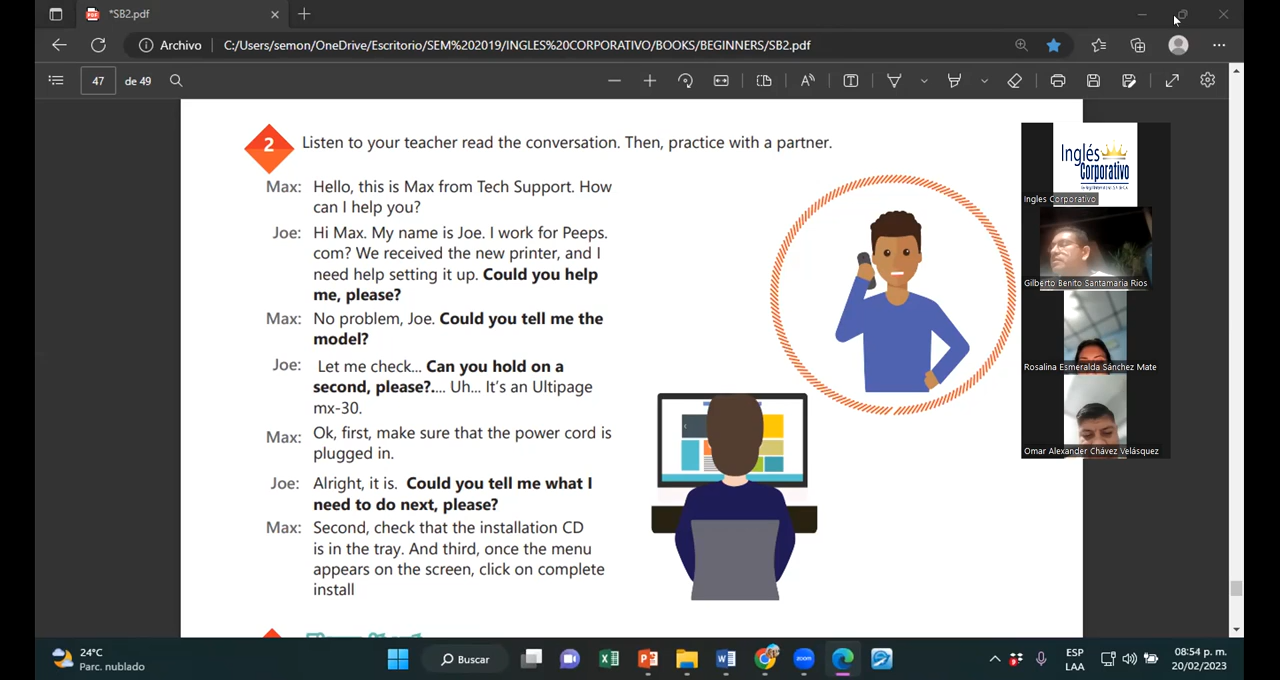 *SB2.pdf
Archivo
C:/Users/semon/OneDrive/Escritorio/SEM%202019/INGLES%20CORPORATIVO/BOOKS/BEGINNERS/SB2.pdf
47 de 49
2 Listen to your teacher read the conversation. Then, practice with a partner.
Max: Hello, this is Max from Tech Support. How
can I help you?
Joe: Hi Max. My name is Joe. I work for Peeps.
com? We received the new printer, and I
need help setting it up. Could you help
me, please?
Max: No problem, Joe. Could you tell me the
model?
Joe: Let me check... Can you hold on a
second, please?.... Uh... It's an Ultipage
mx-30.
Max: Ok, first, make sure that the power cord is
plugged in.
Joe: Alright, it is. Could you tell me what I
need to do next, please?
Max: Second, check that the installation CD
is in the tray. And third, once the menu
appears on the screen, click on complete
install
Inglés
Corporativo
Ingles Corporativo
Gilberto Benito Santamaria Rios
Rosalina Esmeralda Sánchez Mate
Omar Alexander Chávez Velásquez
24°C
Parc. nublado
Buscar
zoom
ESP
LAA
08:54 p. m.
20/02/2023